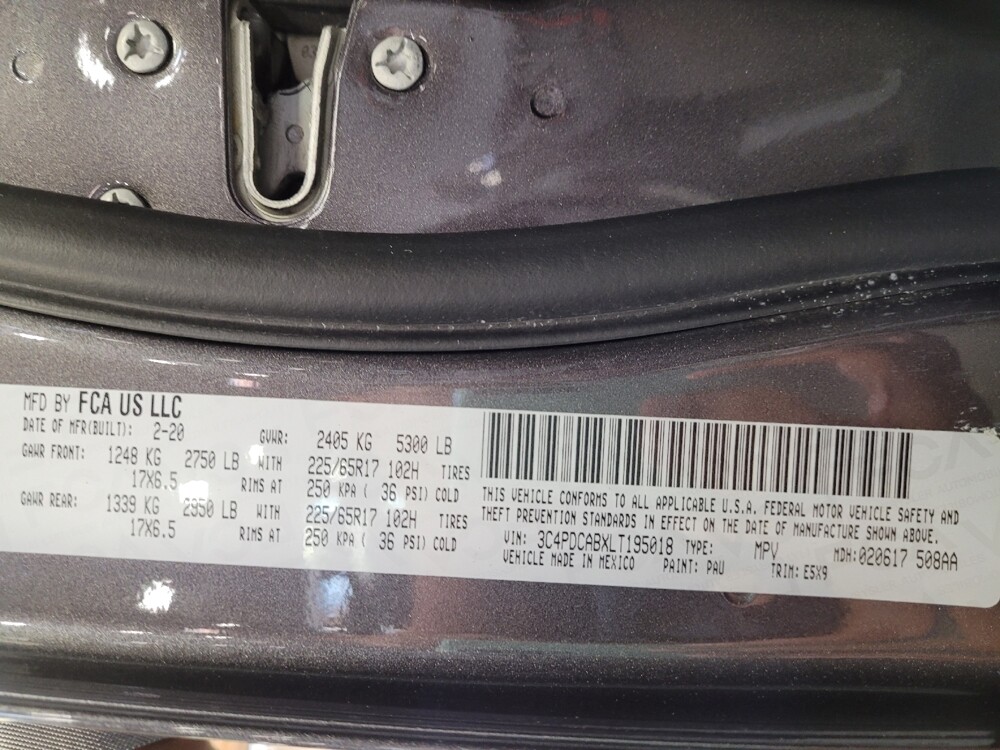 MFD BY FCA US LLC
DATE OF MFR(BUILT): 2-20 GVWR: 2405 KG 5300 LB
GAWR FRONT: 1248 KG 2750 LB WITH 225/65R17 102H TIRES
17X6.5 RIMS AT 250 KPA ( 36 PSI) COLD
GAWR REAR: 1339 KG 2950 LB WITH 225/65R17 102H TIRES
17X6.5 RIMS AT 250 KPA ( 36 PSI) COLD
THIS VEHICLE CONFORMS TO ALL APPLICABLE U.S.A. FEDERAL MOTOR VEHICLE SAFETY AND
THEFT PREVENTION STANDARDS IN EFFECT ON THE DATE OF MANUFACTURE SHOWN ABOVE.
VIN: 3C4PDCABXLT195018 TYPE: MPV MDH:020617 508AA
VEHICLE MADE IN MEXICO PAINT: PAU TRIM: E5X9